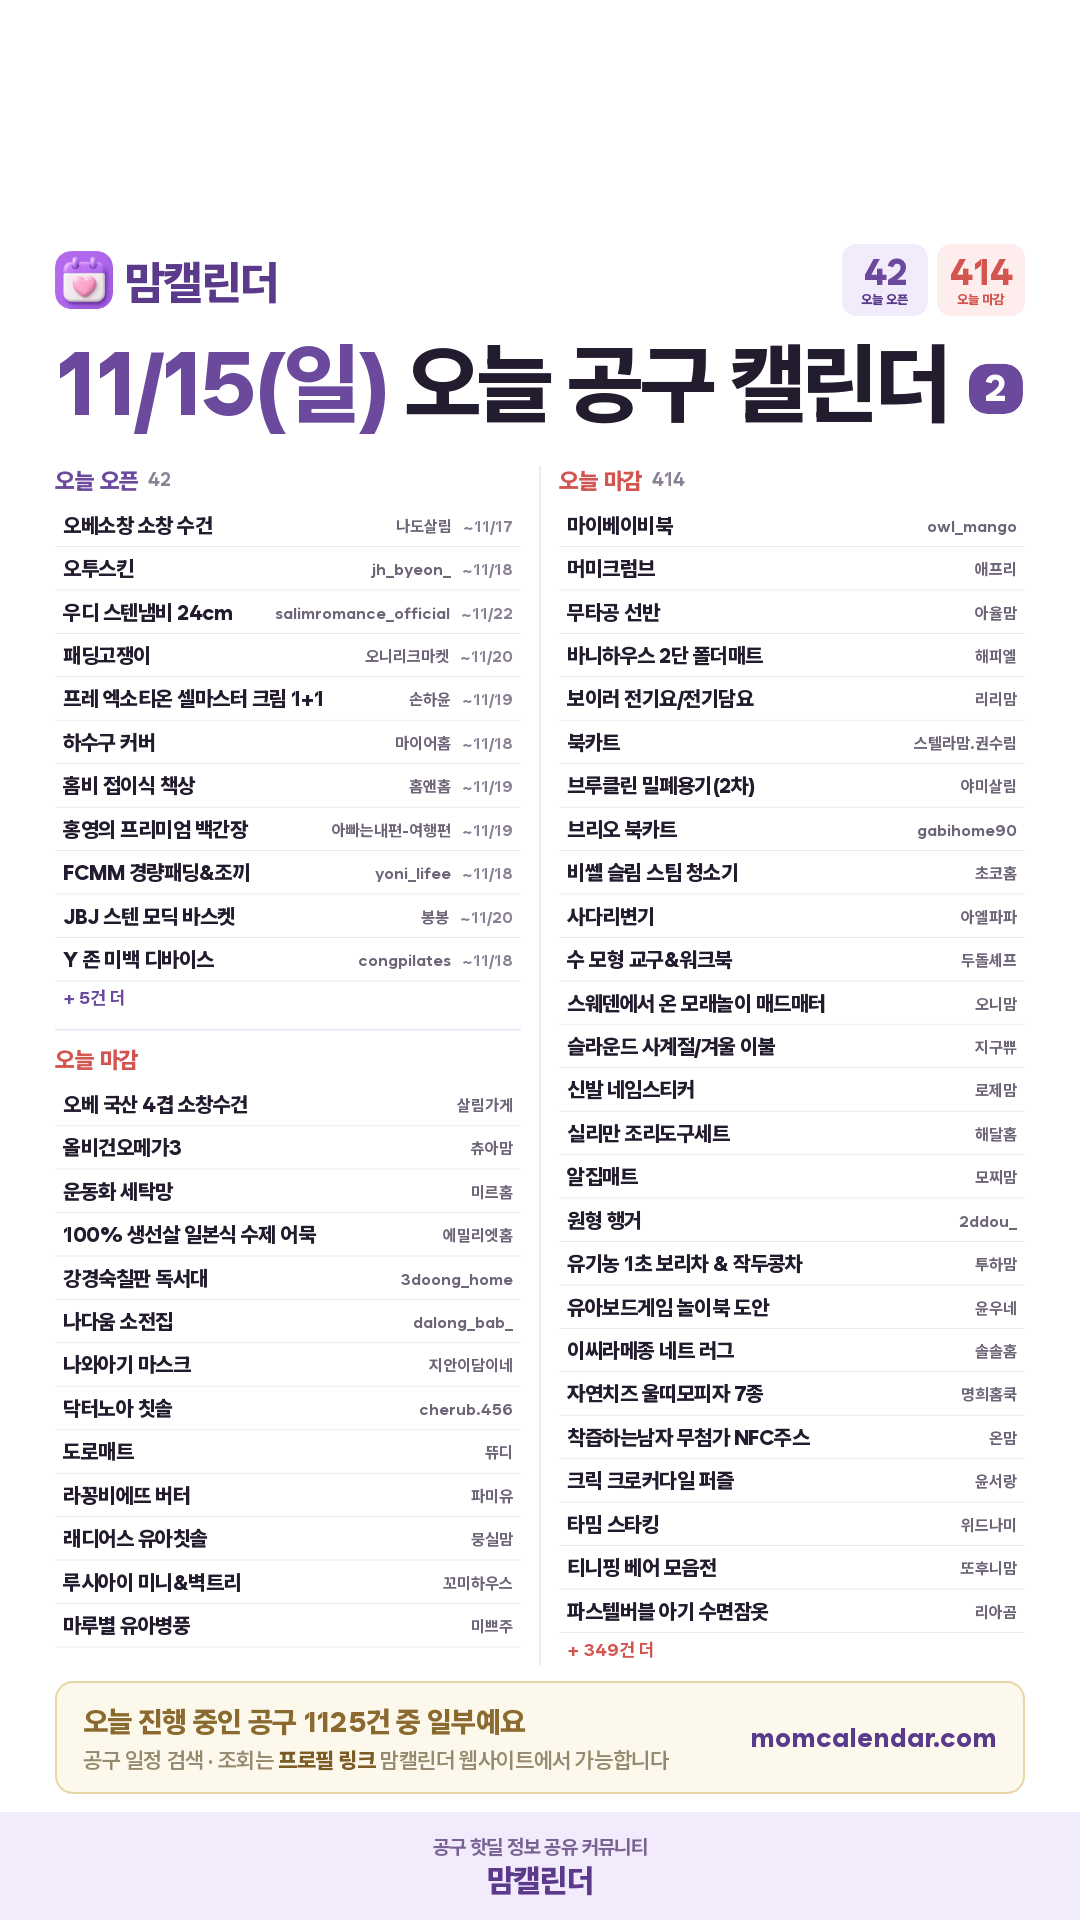 맘캘린더
42
오늘 오픈
414
오늘 마감
11/15(일) 오늘 공구 캘린더 2
오늘 오픈 42
오베소창 소창 수건 나도살림 ~11/17
오투스킨 jh_byeon_ ~11/18
우디 스텐냄비 24cm salimromance_official ~11/22
패딩고쟁이 오니리크마켓 ~11/20
프레 엑소티온 셀마스터 크림 1+1 손하윤 ~11/19
하수구 커버 마이어홈 ~11/18
홈비 접이식 책상 홈앤홈 ~11/19
홍영의 프리미엄 백간장 아빠는내편-여행편 ~11/19
FCMM 경량패딩&조끼 yoni_lifee ~11/18
JBJ 스텐 모딕 바스켓 봉봉 ~11/20
Y 존 미백 디바이스 congpilates ~11/18
+ 5건 더
오늘 마감
오베 국산 4겹 소창수건 살림가게
올비건오메가3 츄아맘
운동화 세탁망 미르홈
100% 생선살 일본식 수제 어묵 에밀리엣홈
강경숙칠판 독서대 3doong_home
나다움 소전집 dalong_bab_
나와아기 마스크 지안이담이네
닥터노아 칫솔 cherub.456
도로매트 뚜디
라꽁비에뜨 버터 파미유
래디어스 유아칫솔 뭉실맘
루시아이 미니&벽트리 꼬미하우스
마루별 유아병풍 미쁘주
오늘 마감 414
마이베이비북 owl_mango
머미크럼브 애프리
무타공 선반 아율맘
바니하우스 2단 폴더매트 해피엘
보이러 전기요/전기담요 리리맘
북카트 스텔라맘.권수림
브루클린 밀폐용기(2차) 야미살림
브리오 북카트 gabihome90
비쎌 슬림 스팀 청소기 초코홈
사다리변기 아엘파파
수 모형 교구&워크북 두돌셰프
스웨덴에서 온 모래놀이 매드매터 오니맘
슬라운드 사계절/겨울 이불 지구쀼
신발 네임스티커 로제맘
실리만 조리도구세트 해달홈
알집매트 모찌맘
원형 행거 2ddou_
유기농 1초 보리차 & 작두콩차 투하맘
유아보드게임 놀이북 도안 윤우네
이씨라메종 네트 러그 솔솔홈
자연치즈 울띠모피자 7종 명희홈쿡
착즙하는남자 무첨가 NFC주스 온맘
크릭 크로커다일 퍼즐 윤서랑
타밈 스타킹 위드나미
티니핑 베어 모음전 또후니맘
파스텔버블 아기 수면잠옷 리아곰
+ 349건 더
오늘 진행 중인 공구 1125건 중 일부예요
공구 일정 검색 · 조회는 프로필 링크 맘캘린더 웹사이트에서 가능합니다
momcalendar.com
공구 핫딜 정보 공유 커뮤니티
맘캘린더